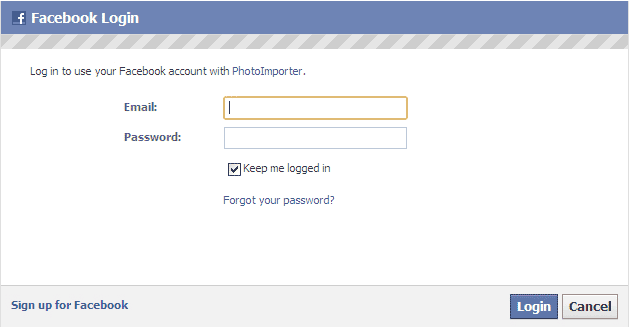 Facebook Login
Log in to use your Facebook account with PhotoImporter.
Email:
Password:
Keep me logged in
Forgot your password?
Sign up for Facebook
Login
Cancel